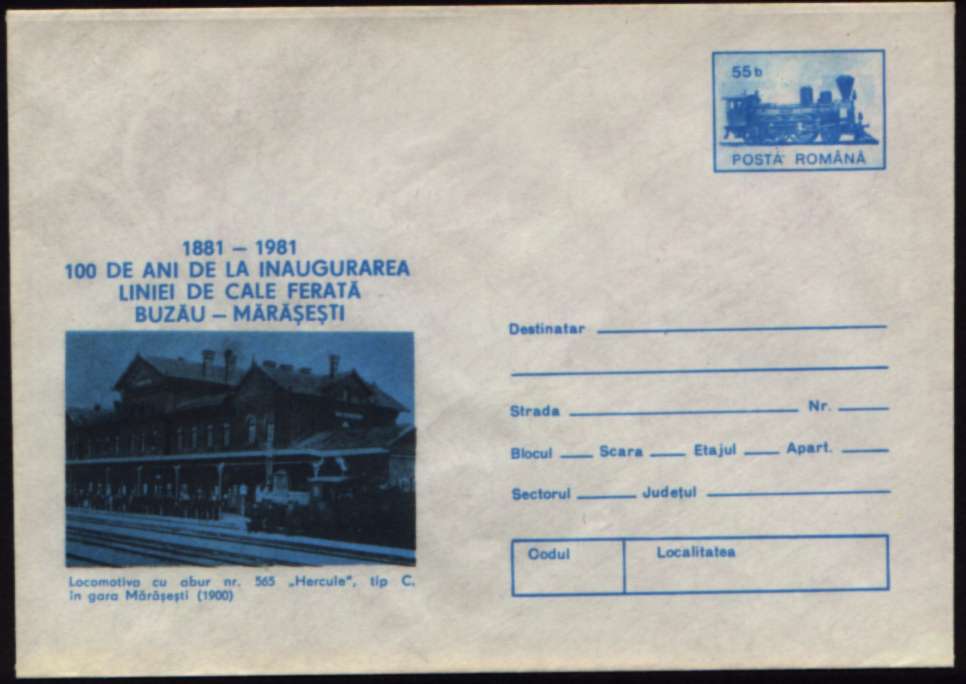 55 b
POSTA ROMÂNĂ
1881 – 1981
100 DE ANI DE LA INAUGURAREA
LINIEI DE CALE FERATĂ
BUZĂU – MĂRĂȘEȘTI
Locomotiva cu abur nr. 565 „Hercule", tip C,
în gara Mărășești (1900)
Destinatar
Strada Nr.
Blocul Scara Etajul Apart.
Sectorul Județul
Codul Localitatea